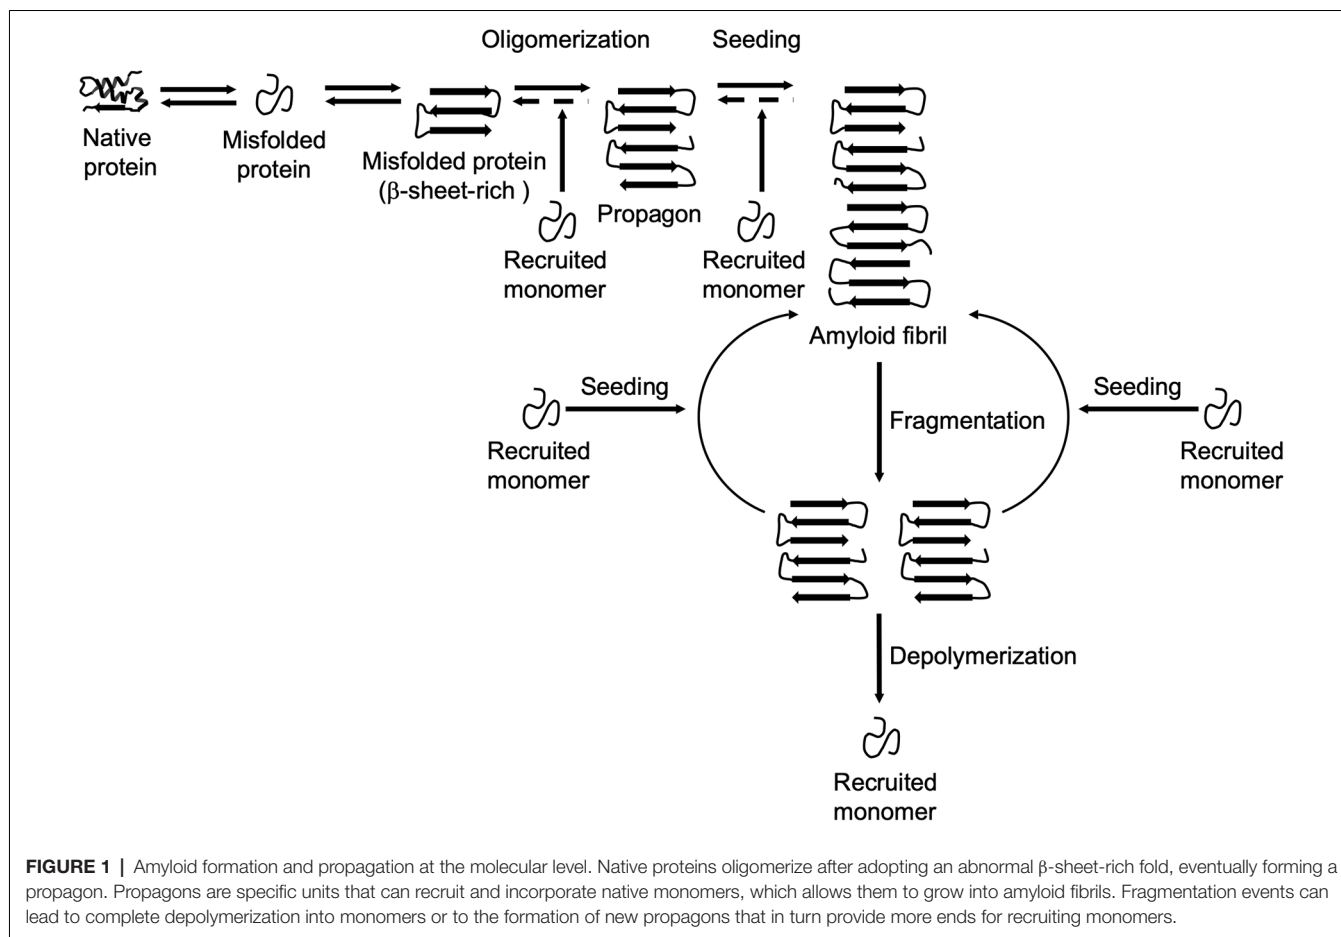 Oligomerization
Seeding
Native
protein
Misfolded
protein
Misfolded protein
(β-sheet-rich )
Propagon
Recruited
monomer
Recruited
monomer
Amyloid fibril
Seeding
Recruited
monomer
Fragmentation
Seeding
Recruited
monomer
Depolymerization
Recruited
monomer
FIGURE 1 | Amyloid formation and propagation at the molecular level. Native proteins oligomerize after adopting an abnormal β-sheet-rich fold, eventually forming a
propagon. Propagons are specific units that can recruit and incorporate native monomers, which allows them to grow into amyloid fibrils. Fragmentation events can
lead to complete depolymerization into monomers or to the formation of new propagons that in turn provide more ends for recruiting monomers.